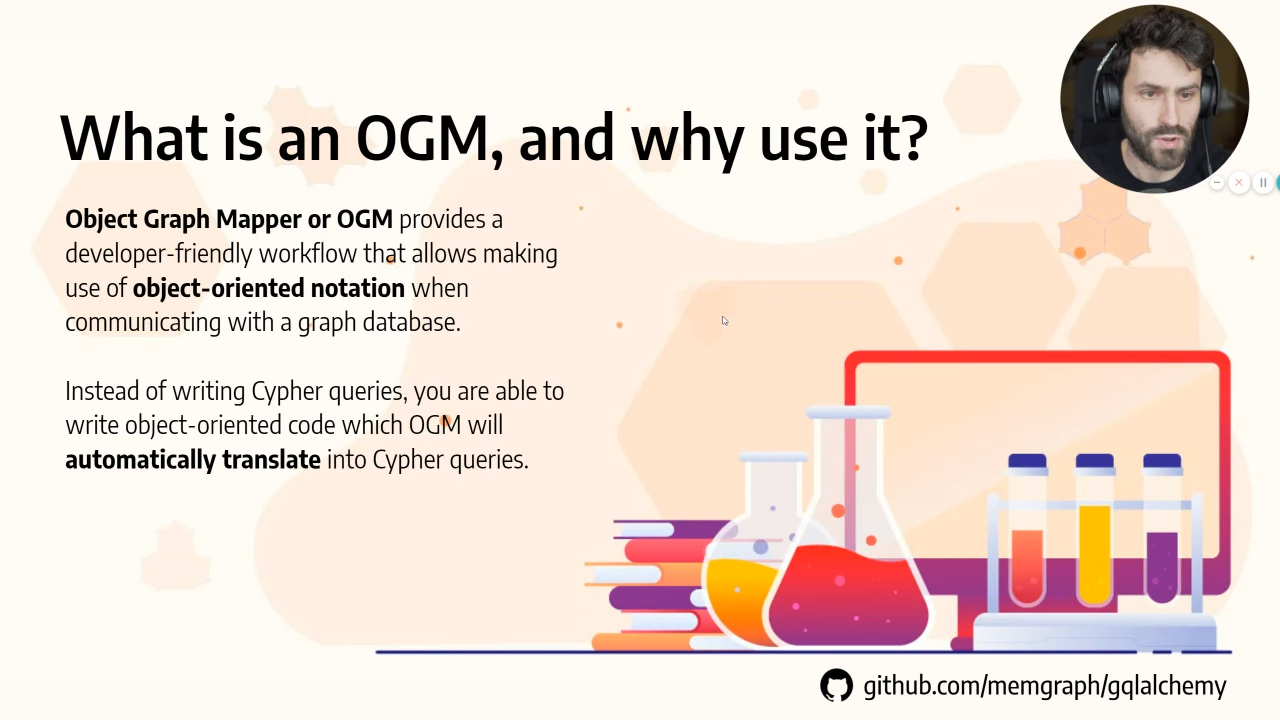 What is an OGM, and why use it?
Object Graph Mapper or OGM provides a
developer-friendly workflow that allows making
use of object-oriented notation when
communicating with a graph database.
Instead of writing Cypher queries, you are able to
write object-oriented code which OGM will
automatically translate into Cypher queries.
github.com/memgraph/gqlalchemy